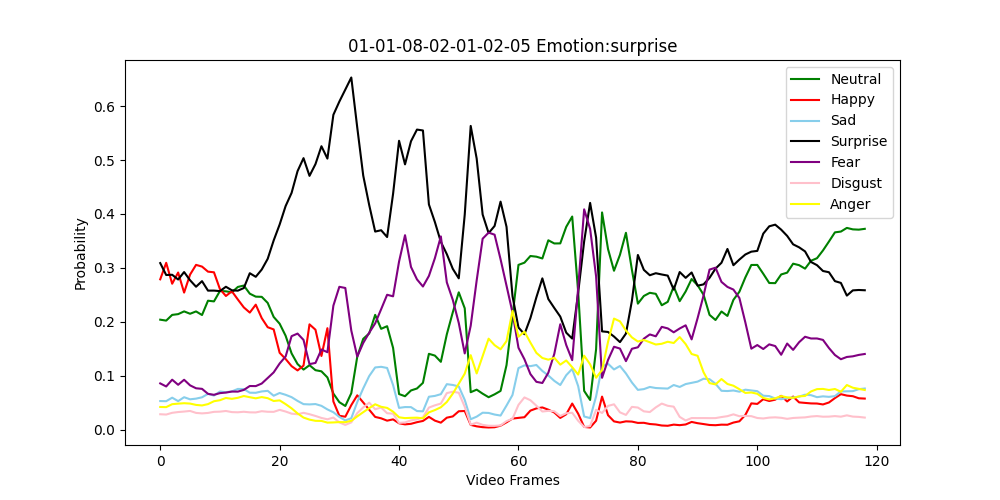 01-01-08-02-01-02-05 Emotion:surprise
Probability
0.6
0.5
0.4
0.3
0.2
0.1
0.0
0 20 40 60 80 100 120
Video Frames
Neutral
Happy
Sad
Surprise
Fear
Disgust
Anger